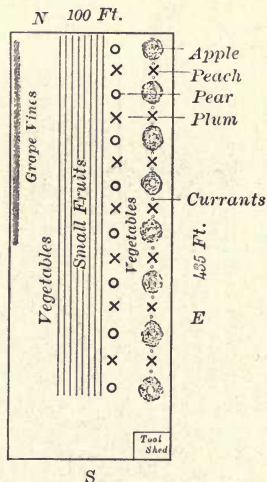 N 100 Ft.
Apple
Peach
Pear
Plum
Grape Vines
Small Fruits
Vegetables
Vegetables
Currants
435 Ft.
E
Tool
Shed
S